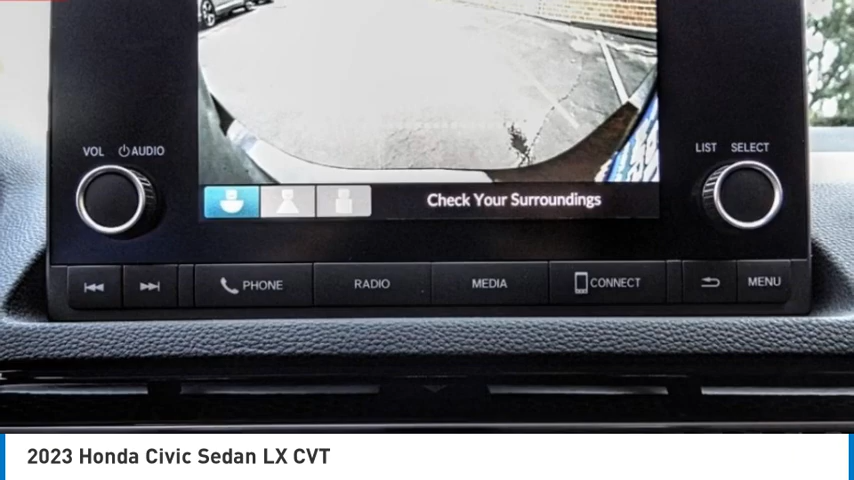 VOL AUDIO
LIST SELECT
Check Your Surroundings
PHONE RADIO MEDIA CONNECT MENU
2023 Honda Civic Sedan LX CVT